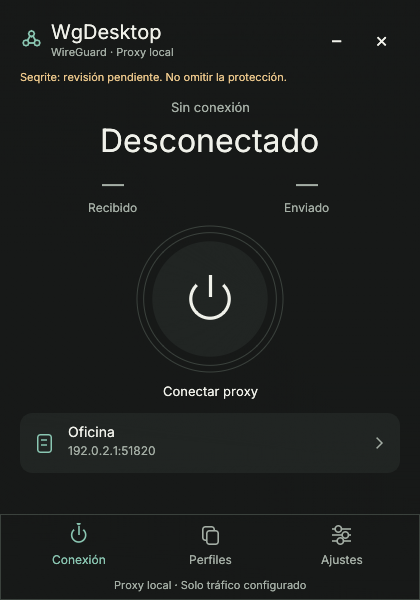 WgDesktop
WireGuard · Proxy local
Seqrite: revisión pendiente. No omitir la protección.
Sin conexión
Desconectado
— —
Recibido Enviado
Conectar proxy
Oficina
192.0.2.1:51820
Conexión Perfiles Ajustes
Proxy local · Solo tráfico configurado